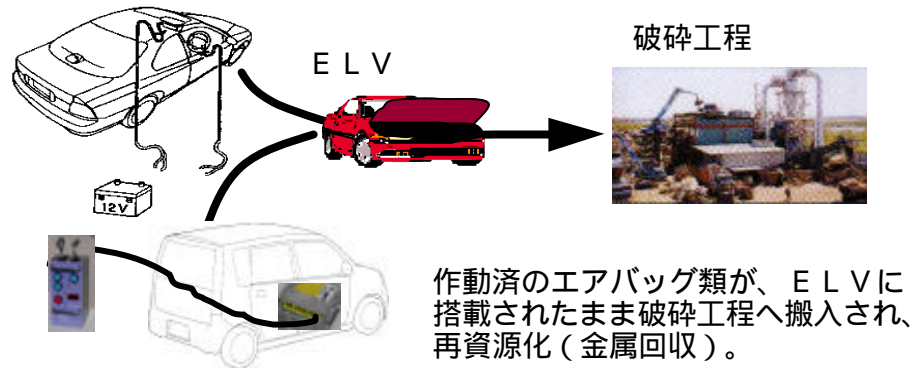 ＥＬＶ
破砕工程
12V
作動済のエアバッグ類が、ＥＬＶに
搭載されたまま破砕工程へ搬入され、
再資源化（金属回収）。